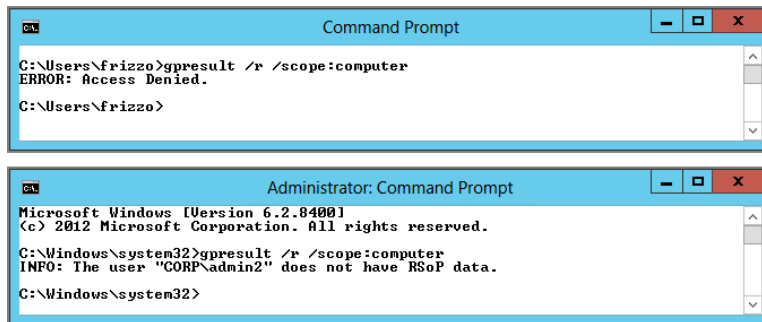 Command Prompt
C:\Users\frizzo>gpresult /r /scope:computer
ERROR: Access Denied.
C:\Users\frizzo>
Administrator: Command Prompt
Microsoft Windows [Version 6.2.8400]
(c) 2012 Microsoft Corporation. All rights reserved.
C:\Windows\system32>gpresult /r /scope:computer
INFO: The user "CORP\admin2" does not have RSoP data.
C:\Windows\system32>